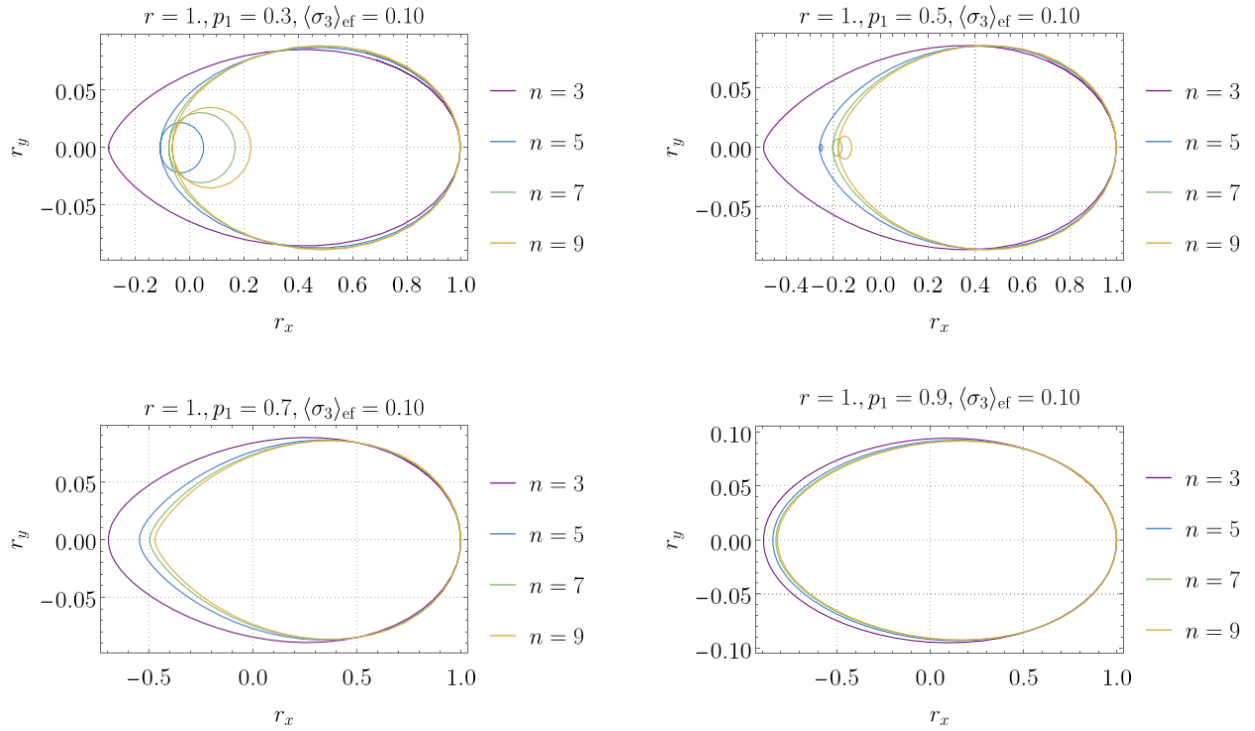 r = 1., p₁ = 0.3, ⟨σ₃⟩ef = 0.10
r_y
0.05
0.00
−0.05
−0.2
0.0
0.2
0.4
0.6
0.8
1.0
r_x
n = 3
n = 5
n = 7
n = 9
r = 1., p₁ = 0.5, ⟨σ₃⟩ef = 0.10
r_y
0.05
0.00
−0.05
−0.4
−0.2
0.0
0.2
0.4
0.6
0.8
1.0
r_x
n = 3
n = 5
n = 7
n = 9
r = 1., p₁ = 0.7, ⟨σ₃⟩ef = 0.10
r_y
0.05
0.00
−0.05
−0.5
0.0
0.5
1.0
r_x
n = 3
n = 5
n = 7
n = 9
r = 1., p₁ = 0.9, ⟨σ₃⟩ef = 0.10
r_y
0.10
0.05
0.00
−0.05
−0.10
−0.5
0.0
0.5
1.0
r_x
n = 3
n = 5
n = 7
n = 9